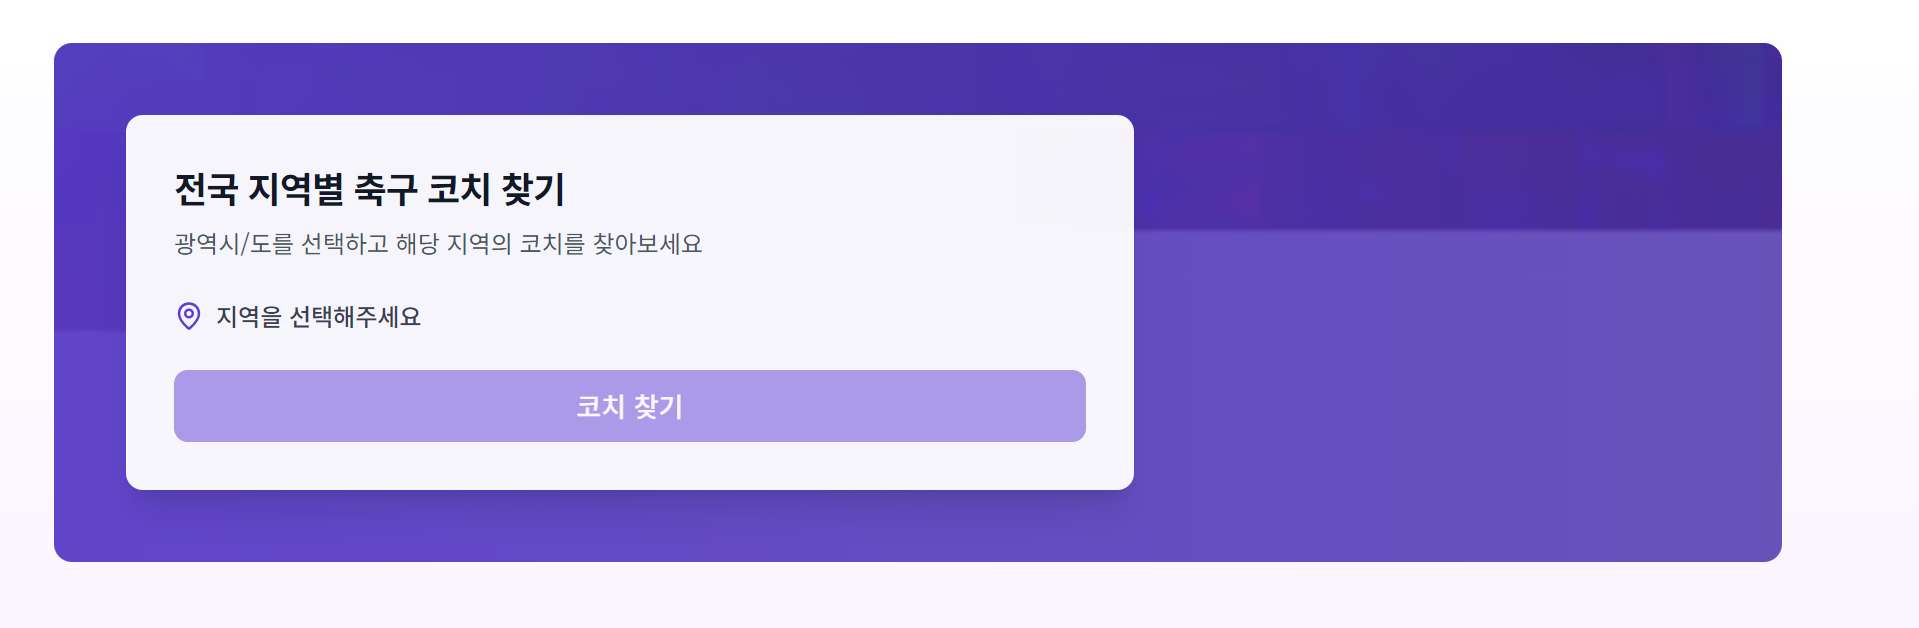 전국 지역별 축구 코치 찾기
광역시/도를 선택하고 해당 지역의 코치를 찾아보세요
지역을 선택해주세요
코치 찾기